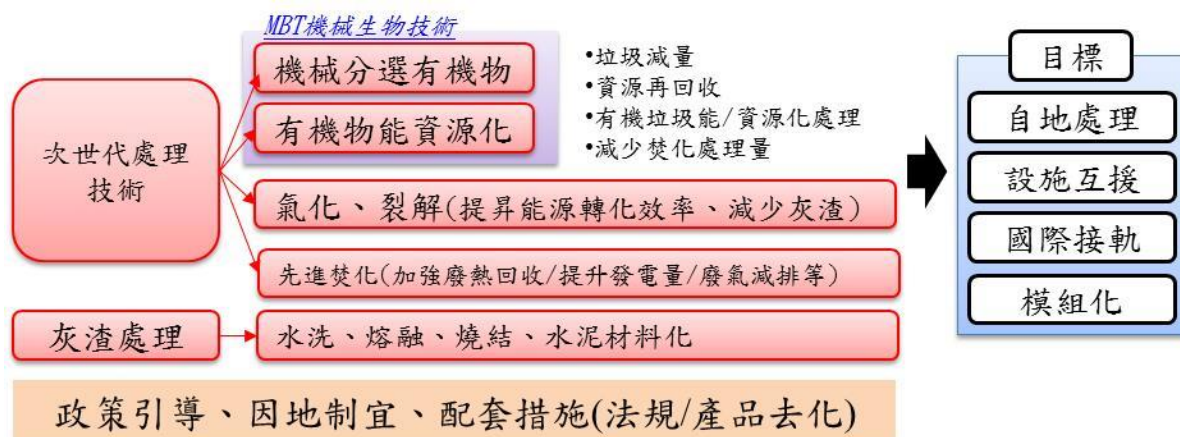 MBT機械生物技術
次世代處理
技術
機械分選有機物
有機物能資源化
•垃圾減量
•資源再回收
•有機垃圾能/資源化處理
•減少焚化處理量
氣化、裂解(提昇能源轉化效率、減少灰渣)
先進焚化(加強廢熱回收/提升發電量/廢氣減排等)
灰渣處理
水洗、熔融、燒結、水泥材料化
政策引導、因地制宜、配套措施(法規/產品去化)
目標
自地處理
設施互援
國際接軌
模組化